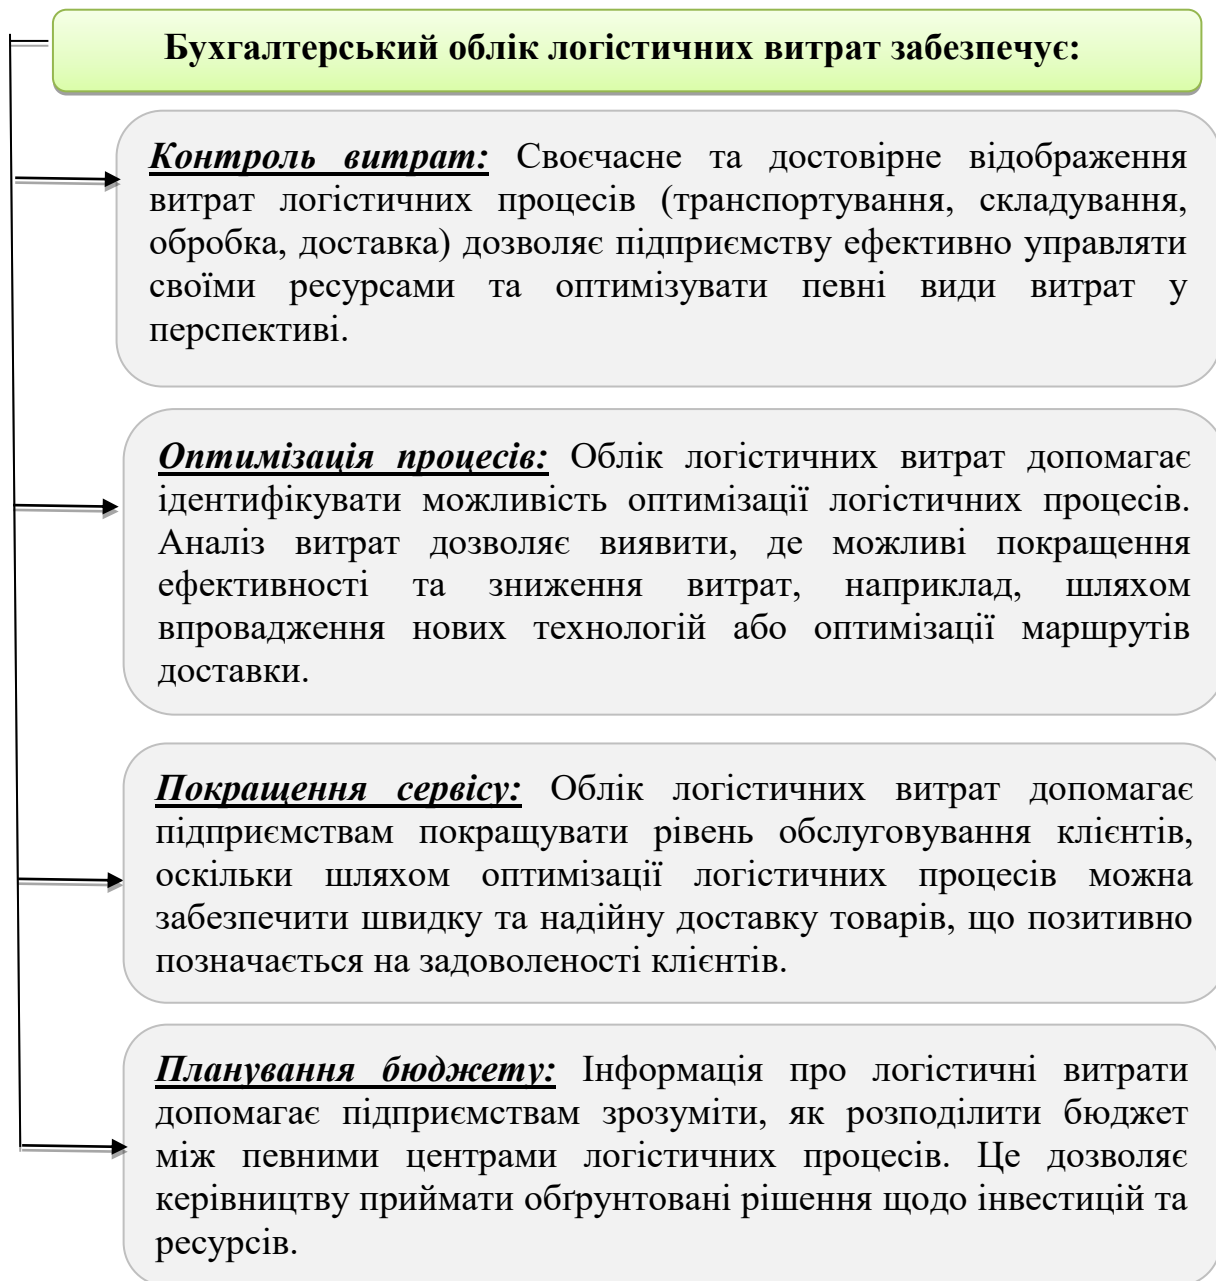 Бухгалтерський облік логістичних витрат забезпечує:
Контроль витрат: Своєчасне та достовірне відображення
витрат логістичних процесів (транспортування, складування,
обробка, доставка) дозволяє підприємству ефективно управляти
своїми ресурсами та оптимізувати певні види витрат у
перспективі.
Оптимізація процесів: Облік логістичних витрат допомагає
ідентифікувати можливість оптимізації логістичних процесів.
Аналіз витрат дозволяє виявити, де можливі покращення
ефективності та зниження витрат, наприклад, шляхом
впровадження нових технологій або оптимізації маршрутів
доставки.
Покращення сервісу: Облік логістичних витрат допомагає
підприємствам покращувати рівень обслуговування клієнтів,
оскільки шляхом оптимізації логістичних процесів можна
забезпечити швидку та надійну доставку товарів, що позитивно
позначається на задоволеності клієнтів.
Планування бюджету: Інформація про логістичні витрати
допомагає підприємствам зрозуміти, як розподілити бюджет
між певними центрами логістичних процесів. Це дозволяє
керівництву приймати обґрунтовані рішення щодо інвестицій та
ресурсів.